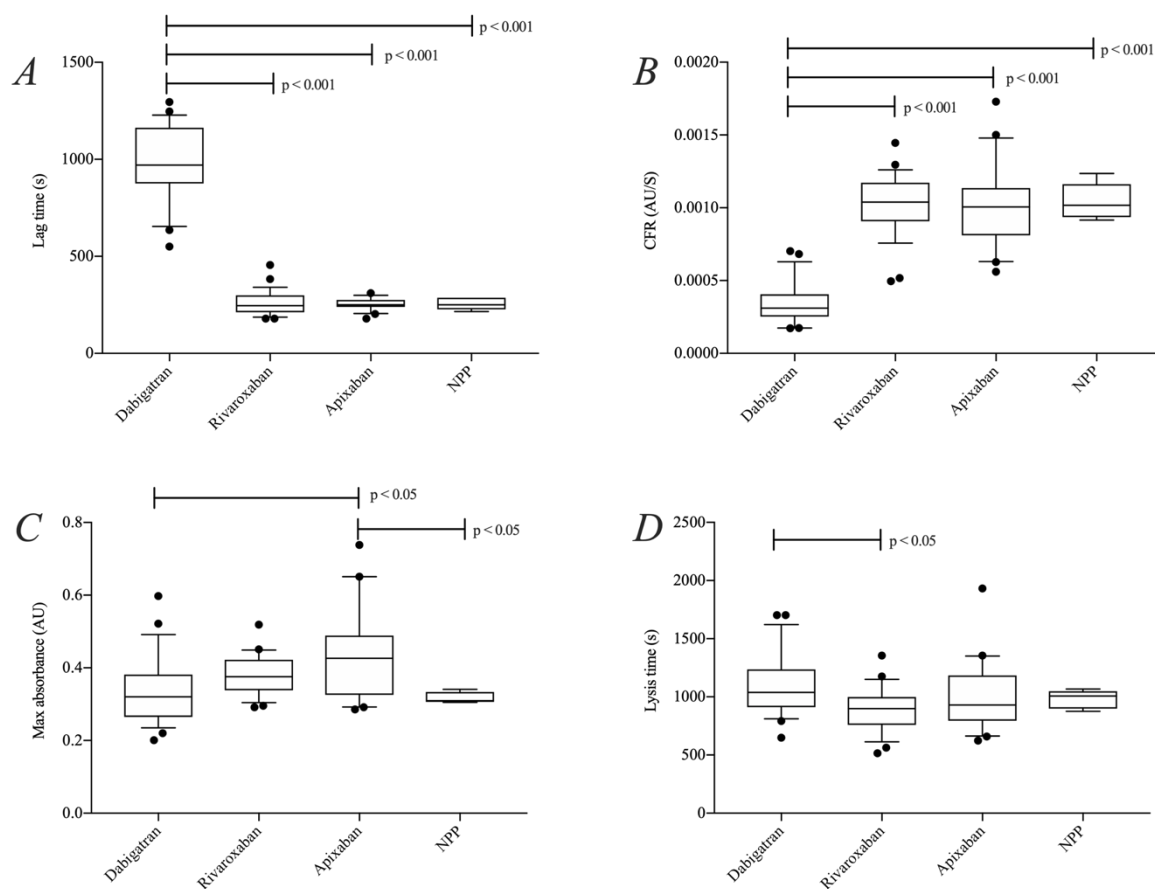 A
p < 0.001
p < 0.001
p < 0.001
Lag time (s)
1500
1000
500
0
Dabigatran
Rivaroxaban
Apixaban
NPP
B
p < 0.001
p < 0.001
p < 0.001
CFR (AU/S)
0.0020
0.0015
0.0010
0.0005
0.0000
Dabigatran
Rivaroxaban
Apixaban
NPP
C
p < 0.05
p < 0.05
Max absorbance (AU)
0.8
0.6
0.4
0.2
0.0
Dabigatran
Rivaroxaban
Apixaban
NPP
D
p < 0.05
Lysis time (s)
2500
2000
1500
1000
500
0
Dabigatran
Rivaroxaban
Apixaban
NPP